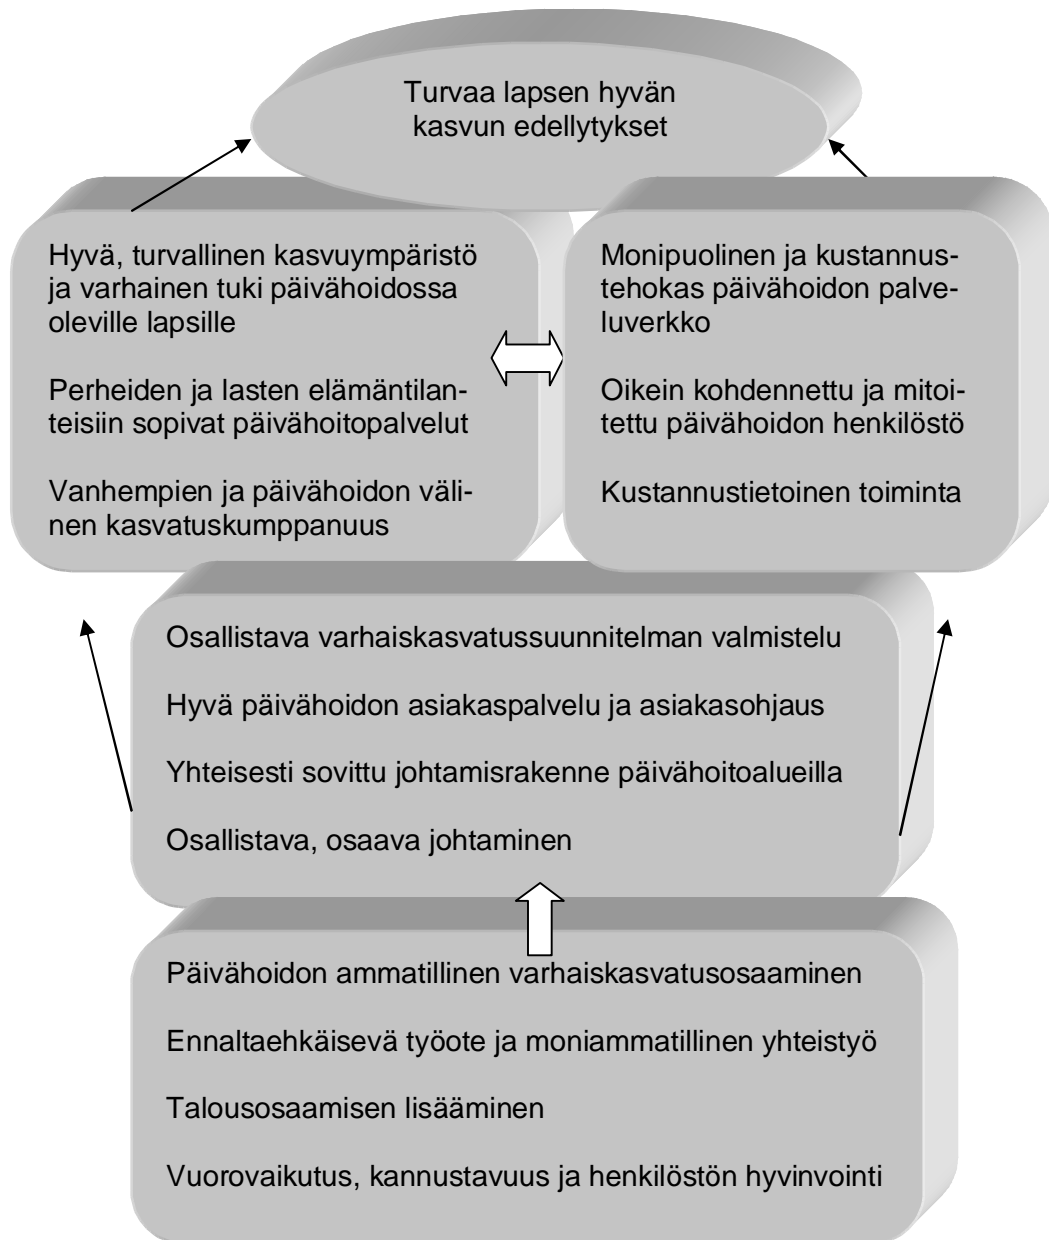 Turvaa lapsen hyvän
kasvun edellytykset
Hyvä, turvallinen kasvuympäristö
ja varhainen tuki päivähoidossa
oleville lapsille
Perheiden ja lasten elämäntilan-
teisiin sopivat päivähoitopalvelut
Vanhempien ja päivähoidon väli-
nen kasvatuskumppanuus
Monipuolinen ja kustannus-
tehokas päivähoidon palve-
luverkko
Oikein kohdennettu ja mitoi-
tettu päivähoidon henkilöstö
Kustannustietoinen toiminta
Osallistava varhaiskasvatussuunnitelman valmistelu
Hyvä päivähoidon asiakaspalvelu ja asiakasohjaus
Yhteisesti sovittu johtamisrakenne päivähoitoalueilla
Osallistava, osaava johtaminen
Päivähoidon ammatillinen varhaiskasvatusosaaminen
Ennaltaehkäisevä työote ja moniammatillinen yhteistyö
Talousosaamisen lisääminen
Vuorovaikutus, kannustavuus ja henkilöstön hyvinvointi